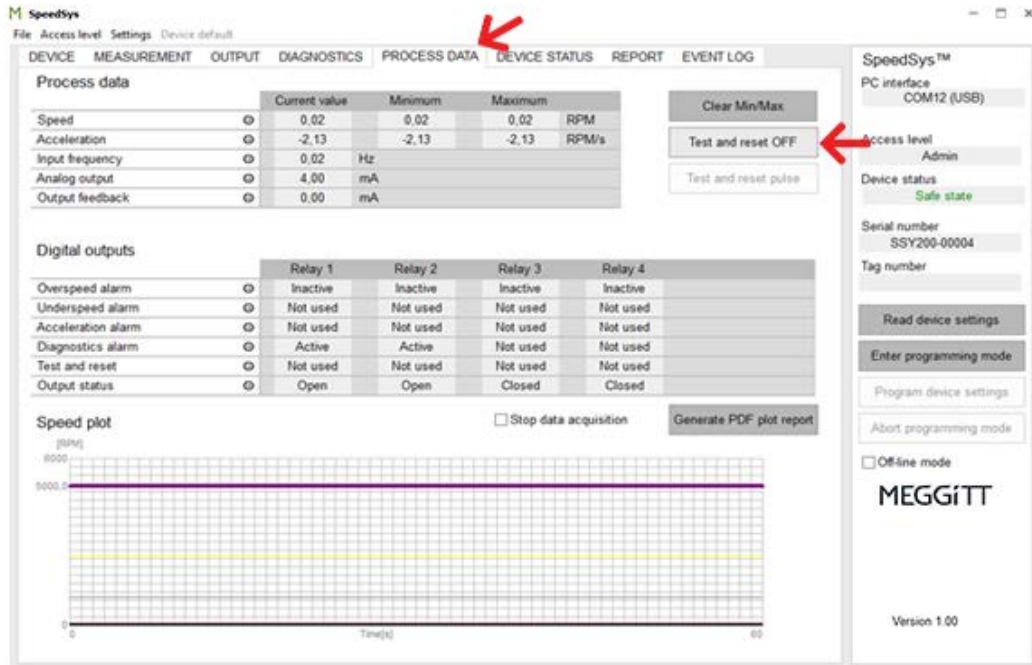 M SpeedSys
File Access level Settings Device default
DEVICE MEASUREMENT OUTPUT DIAGNOSTICS PROCESS DATA DEVICE STATUS REPORT EVENT LOG
Process data
Current value Minimum Maximum
Speed 0,02 0,02 0,02 RPM
Acceleration -2,13 -2,13 -2,13 RPM/s
Input frequency 0,02 Hz
Analog output 4,00 mA
Output feedback 0,00 mA
Clear Min/Max
Test and reset OFF
Test and reset pulse
Digital outputs
Relay 1 Relay 2 Relay 3 Relay 4
Overspeed alarm Inactive Inactive Inactive Inactive
Underspeed alarm Not used Not used Not used Not used
Acceleration alarm Not used Not used Not used Not used
Diagnostics alarm Active Active Not used Not used
Test and reset Not used Not used Not used Not used
Output status Open Open Closed Closed
Speed plot
Stop data acquisition
Generate PDF plot report
[RPM]
6000
5000,0
0
0 Time[s] 60
SpeedSys™
PC interface
COM12 (USB)
Access level
Admin
Device status
Safe state
Serial number
SSY200-00004
Tag number
Read device settings
Enter programming mode
Program device settings
Abort programming mode
Off-line mode
MEGGiTT
Version 1.00